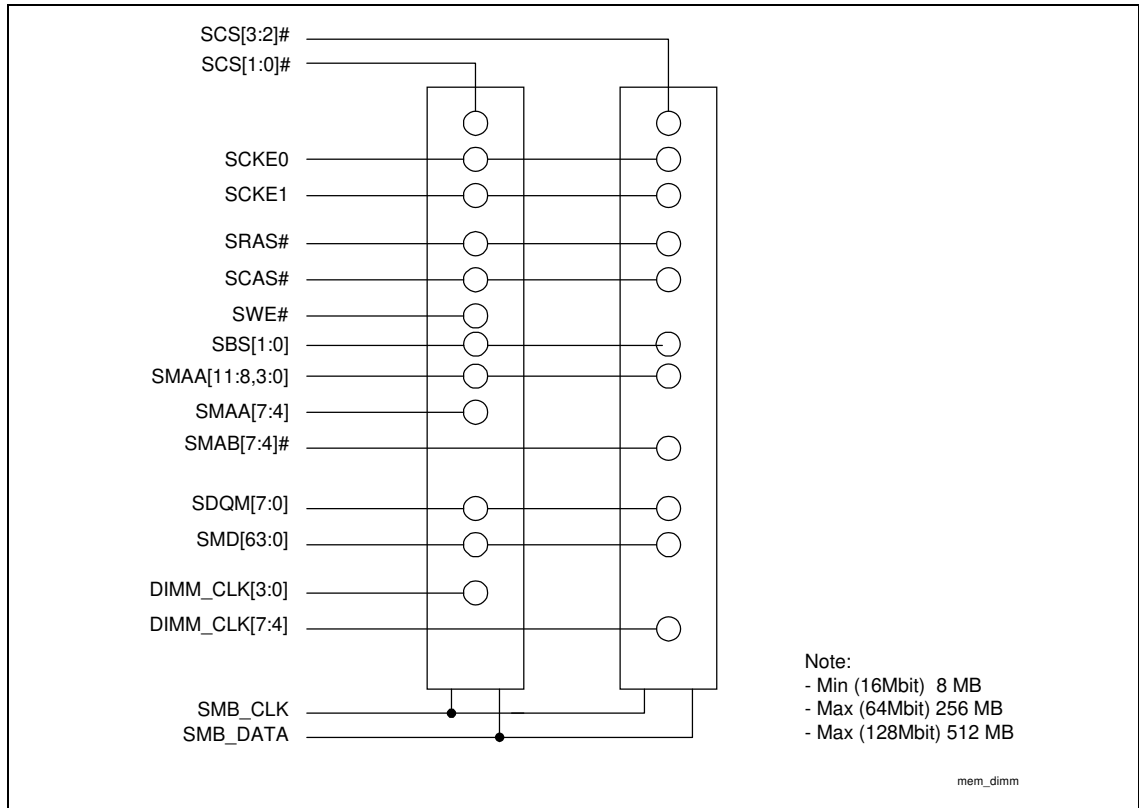 SCS[3:2]#
SCS[1:0]#
SCKE0
SCKE1
SRAS#
SCAS#
SWE#
SBS[1:0]
SMAA[11:8,3:0]
SMAA[7:4]
SMAB[7:4]#
SDQM[7:0]
SMD[63:0]
DIMM_CLK[3:0]
DIMM_CLK[7:4]
SMB_CLK
SMB_DATA
Note:
- Min (16Mbit) 8 MB
- Max (64Mbit) 256 MB
- Max (128Mbit) 512 MB
mem_dimm